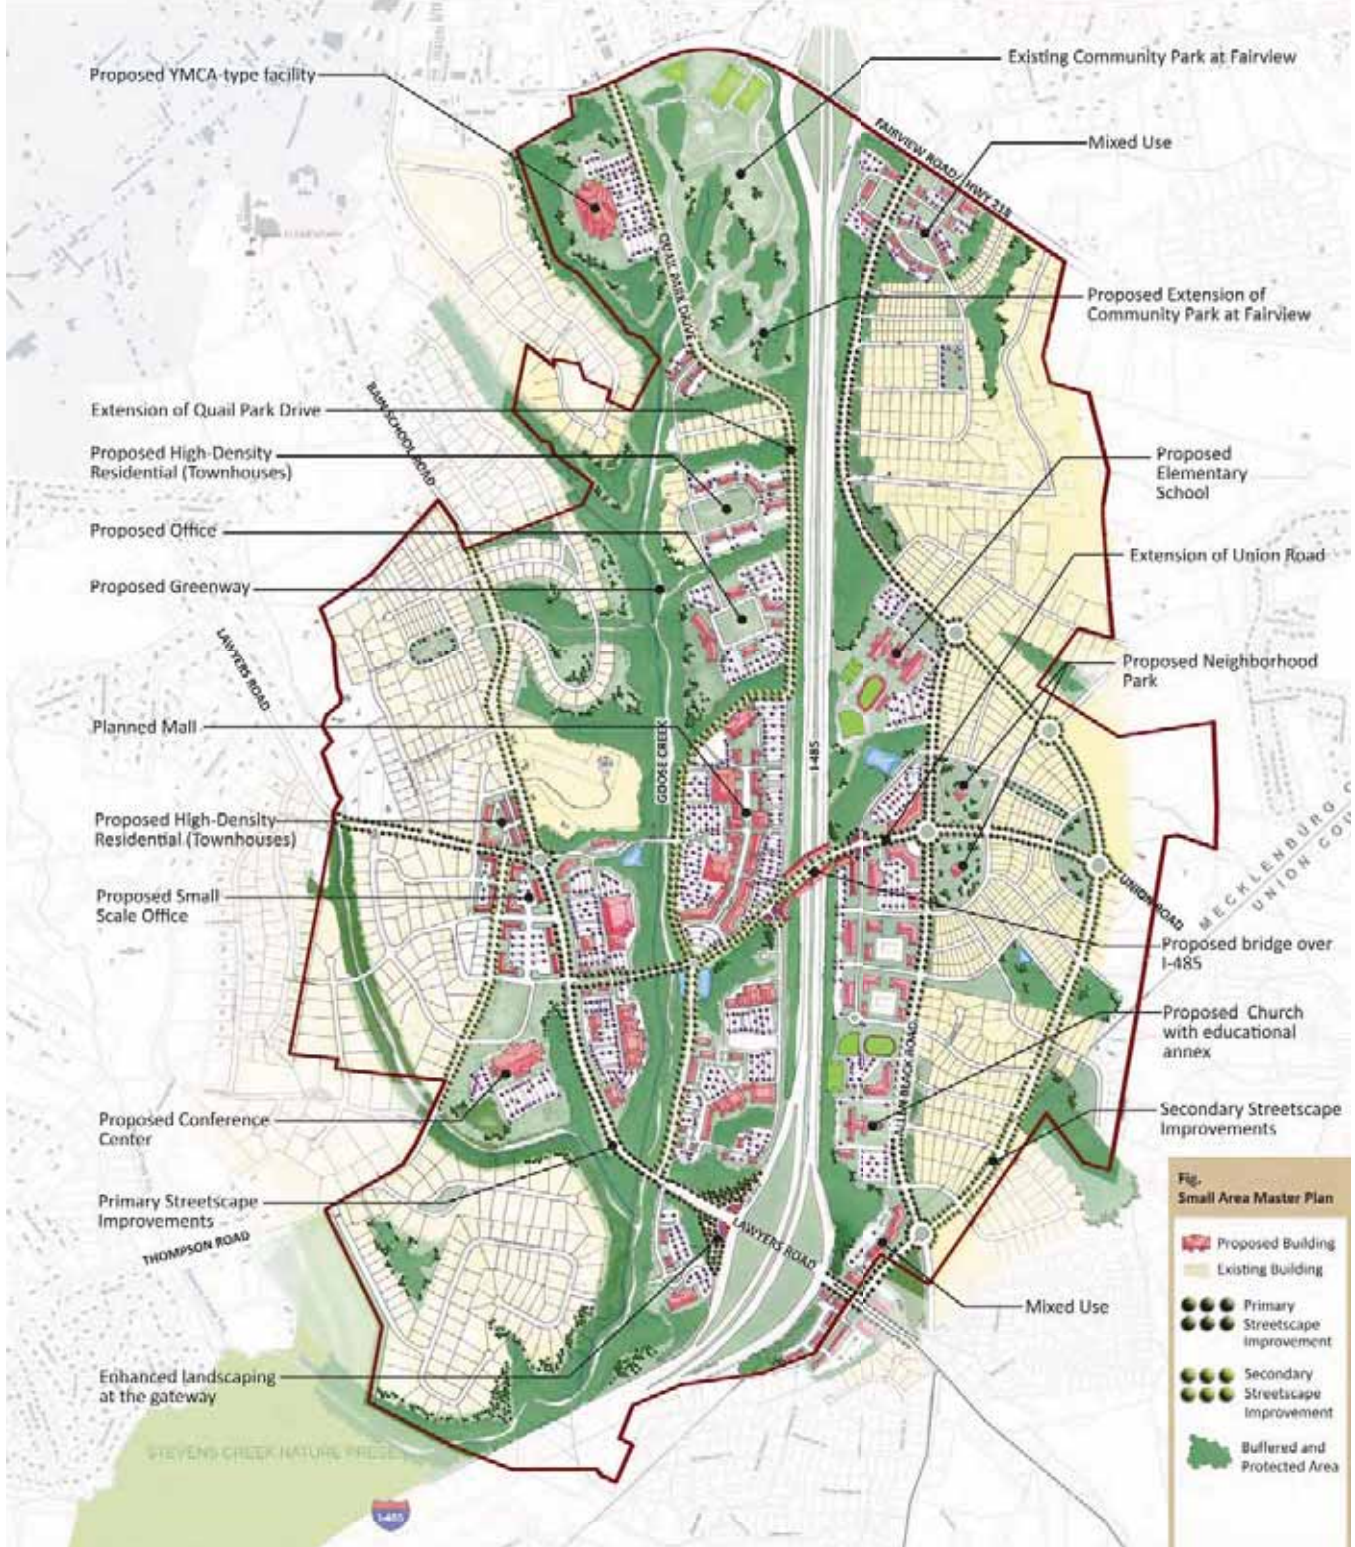 Proposed YMCA-type facility
Existing Community Park at Fairview
FAIRVIEW ROAD/ HWY 218
Mixed Use
QUAIL PARK DRIVE
Proposed Extension of
Community Park at Fairview
BAIN SCHOOL ROAD
Extension of Quail Park Drive
Proposed High-Density
Residential (Townhouses)
Proposed
Elementary
School
Proposed Office
Extension of Union Road
Proposed Greenway
LAWYERS ROAD
Proposed Neighborhood
Park
Planned Mall
GOOSE CREEK
I-485
Proposed High-Density
Residential (Townhouses)
MECKLENBURG
UNION
UNION ROAD
Proposed Small
Scale Office
Proposed bridge over
I-485
Proposed Church
with educational
annex
ALLEN BLACK ROAD
Proposed Conference
Center
Secondary Streetscape
Improvements
Primary Streetscape
Improvements
THOMPSON ROAD
LAWYERS ROAD
Mixed Use
Enhanced landscaping
at the gateway
STEVENS CREEK NATURE PRESE
I-485
Fig.
Small Area Master Plan
Proposed Building
Existing Building
Primary
Streetscape
Improvement
Secondary
Streetscape
Improvement
Buffered and
Protected Area